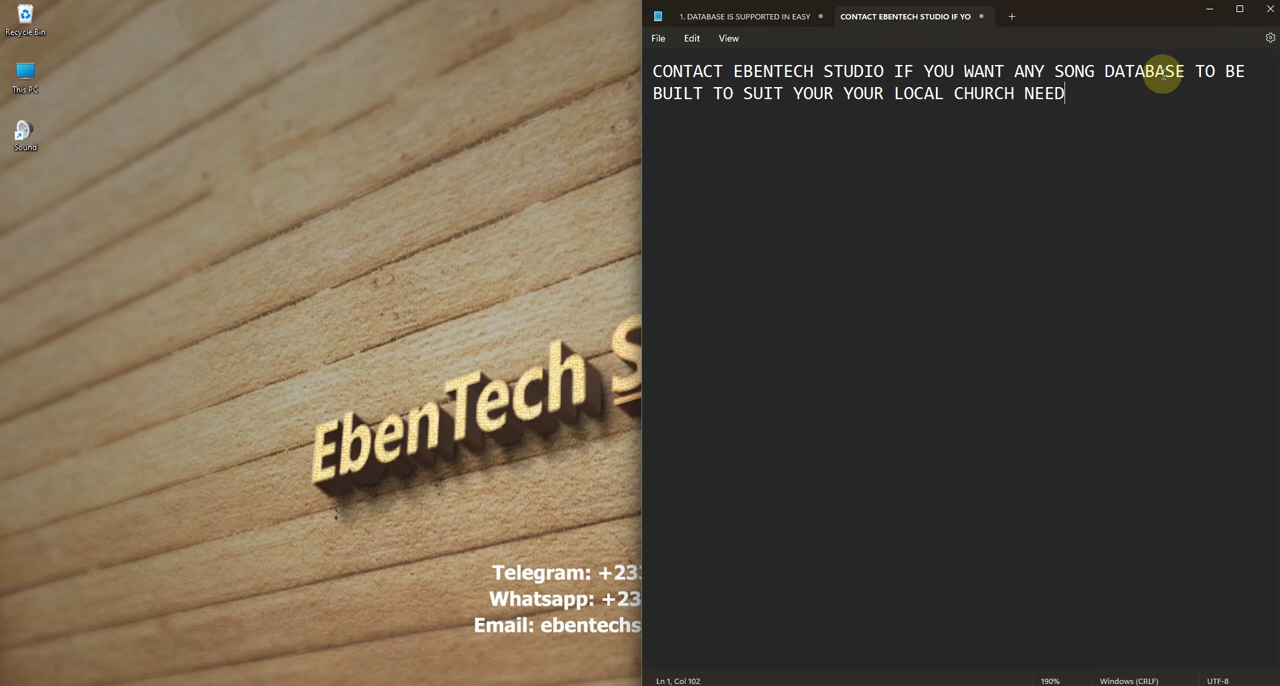 Recycle Bin
This PC
Sound
EbenTech S
Telegram: +233
Whatsapp: +23
Email: ebentechs
1. DATABASE IS SUPPORTED IN EASY
CONTACT EBENTECH STUDIO IF YO
File Edit View
CONTACT EBENTECH STUDIO IF YOU WANT ANY SONG DATABASE TO BE
BUILT TO SUIT YOUR YOUR LOCAL CHURCH NEED
Ln 1, Col 102
190%
Windows (CRLF)
UTF-8